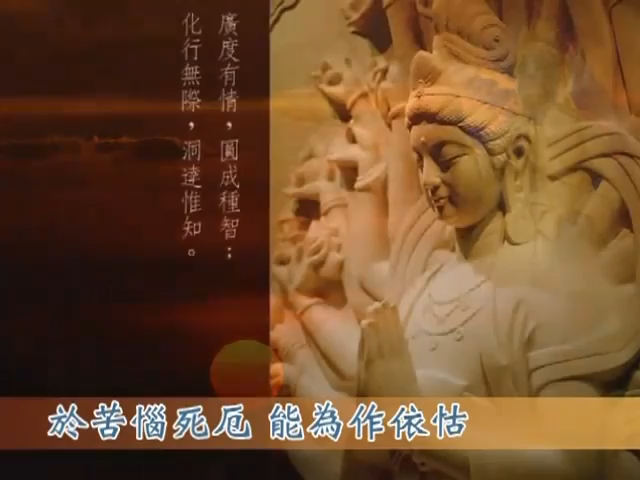 廣度有情，圓成種智；
化行無際，洞達惟知。
於苦惱死厄 能為作依怙